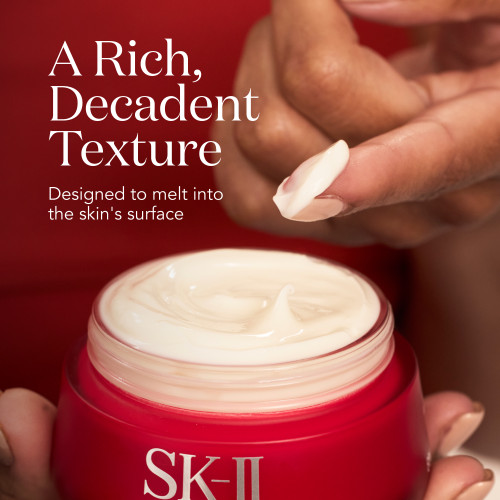 A Rich,
Decadent
Texture
Designed to melt into
the skin's surface
SK-II